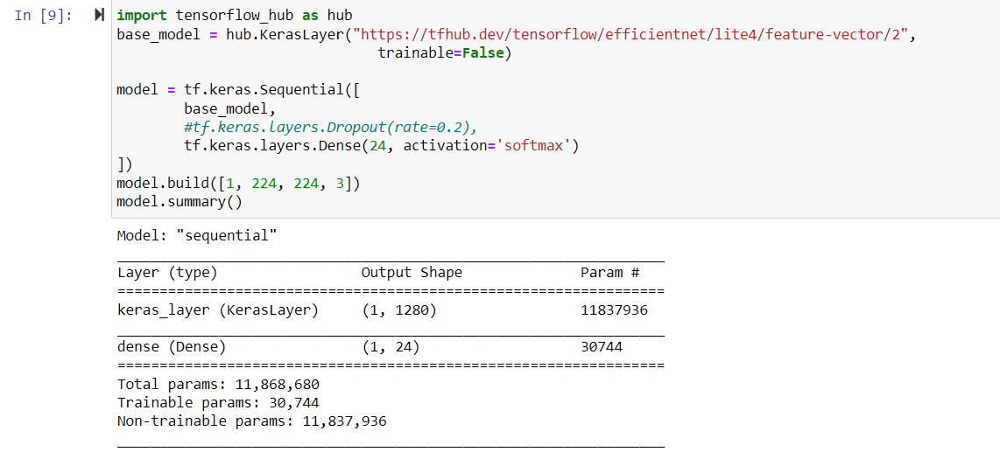 In [9]:
import tensorflow_hub as hub
base_model = hub.KerasLayer("https://tfhub.dev/tensorflow/efficientnet/lite4/feature-vector/2",
                               trainable=False)

model = tf.keras.Sequential([
        base_model,
        #tf.keras.layers.Dropout(rate=0.2),
        tf.keras.layers.Dense(24, activation='softmax')
])
model.build([1, 224, 224, 3])
model.summary()
Model: "sequential"
_________________________________________________________________
Layer (type)                 Output Shape              Param #
=================================================================
keras_layer (KerasLayer)     (1, 1280)                 11837936
_________________________________________________________________
dense (Dense)                (1, 24)                   30744
=================================================================
Total params: 11,868,680
Trainable params: 30,744
Non-trainable params: 11,837,936
_________________________________________________________________